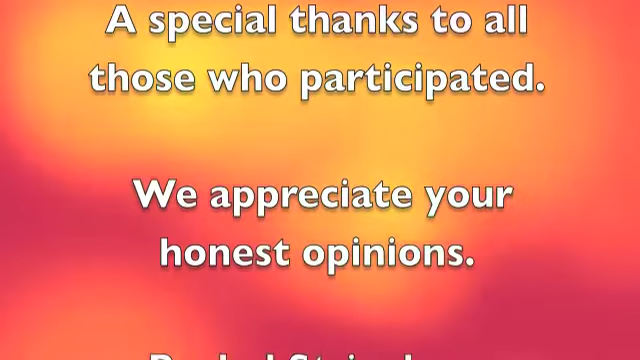 A special thanks to all
those who participated.
We appreciate your
honest opinions.